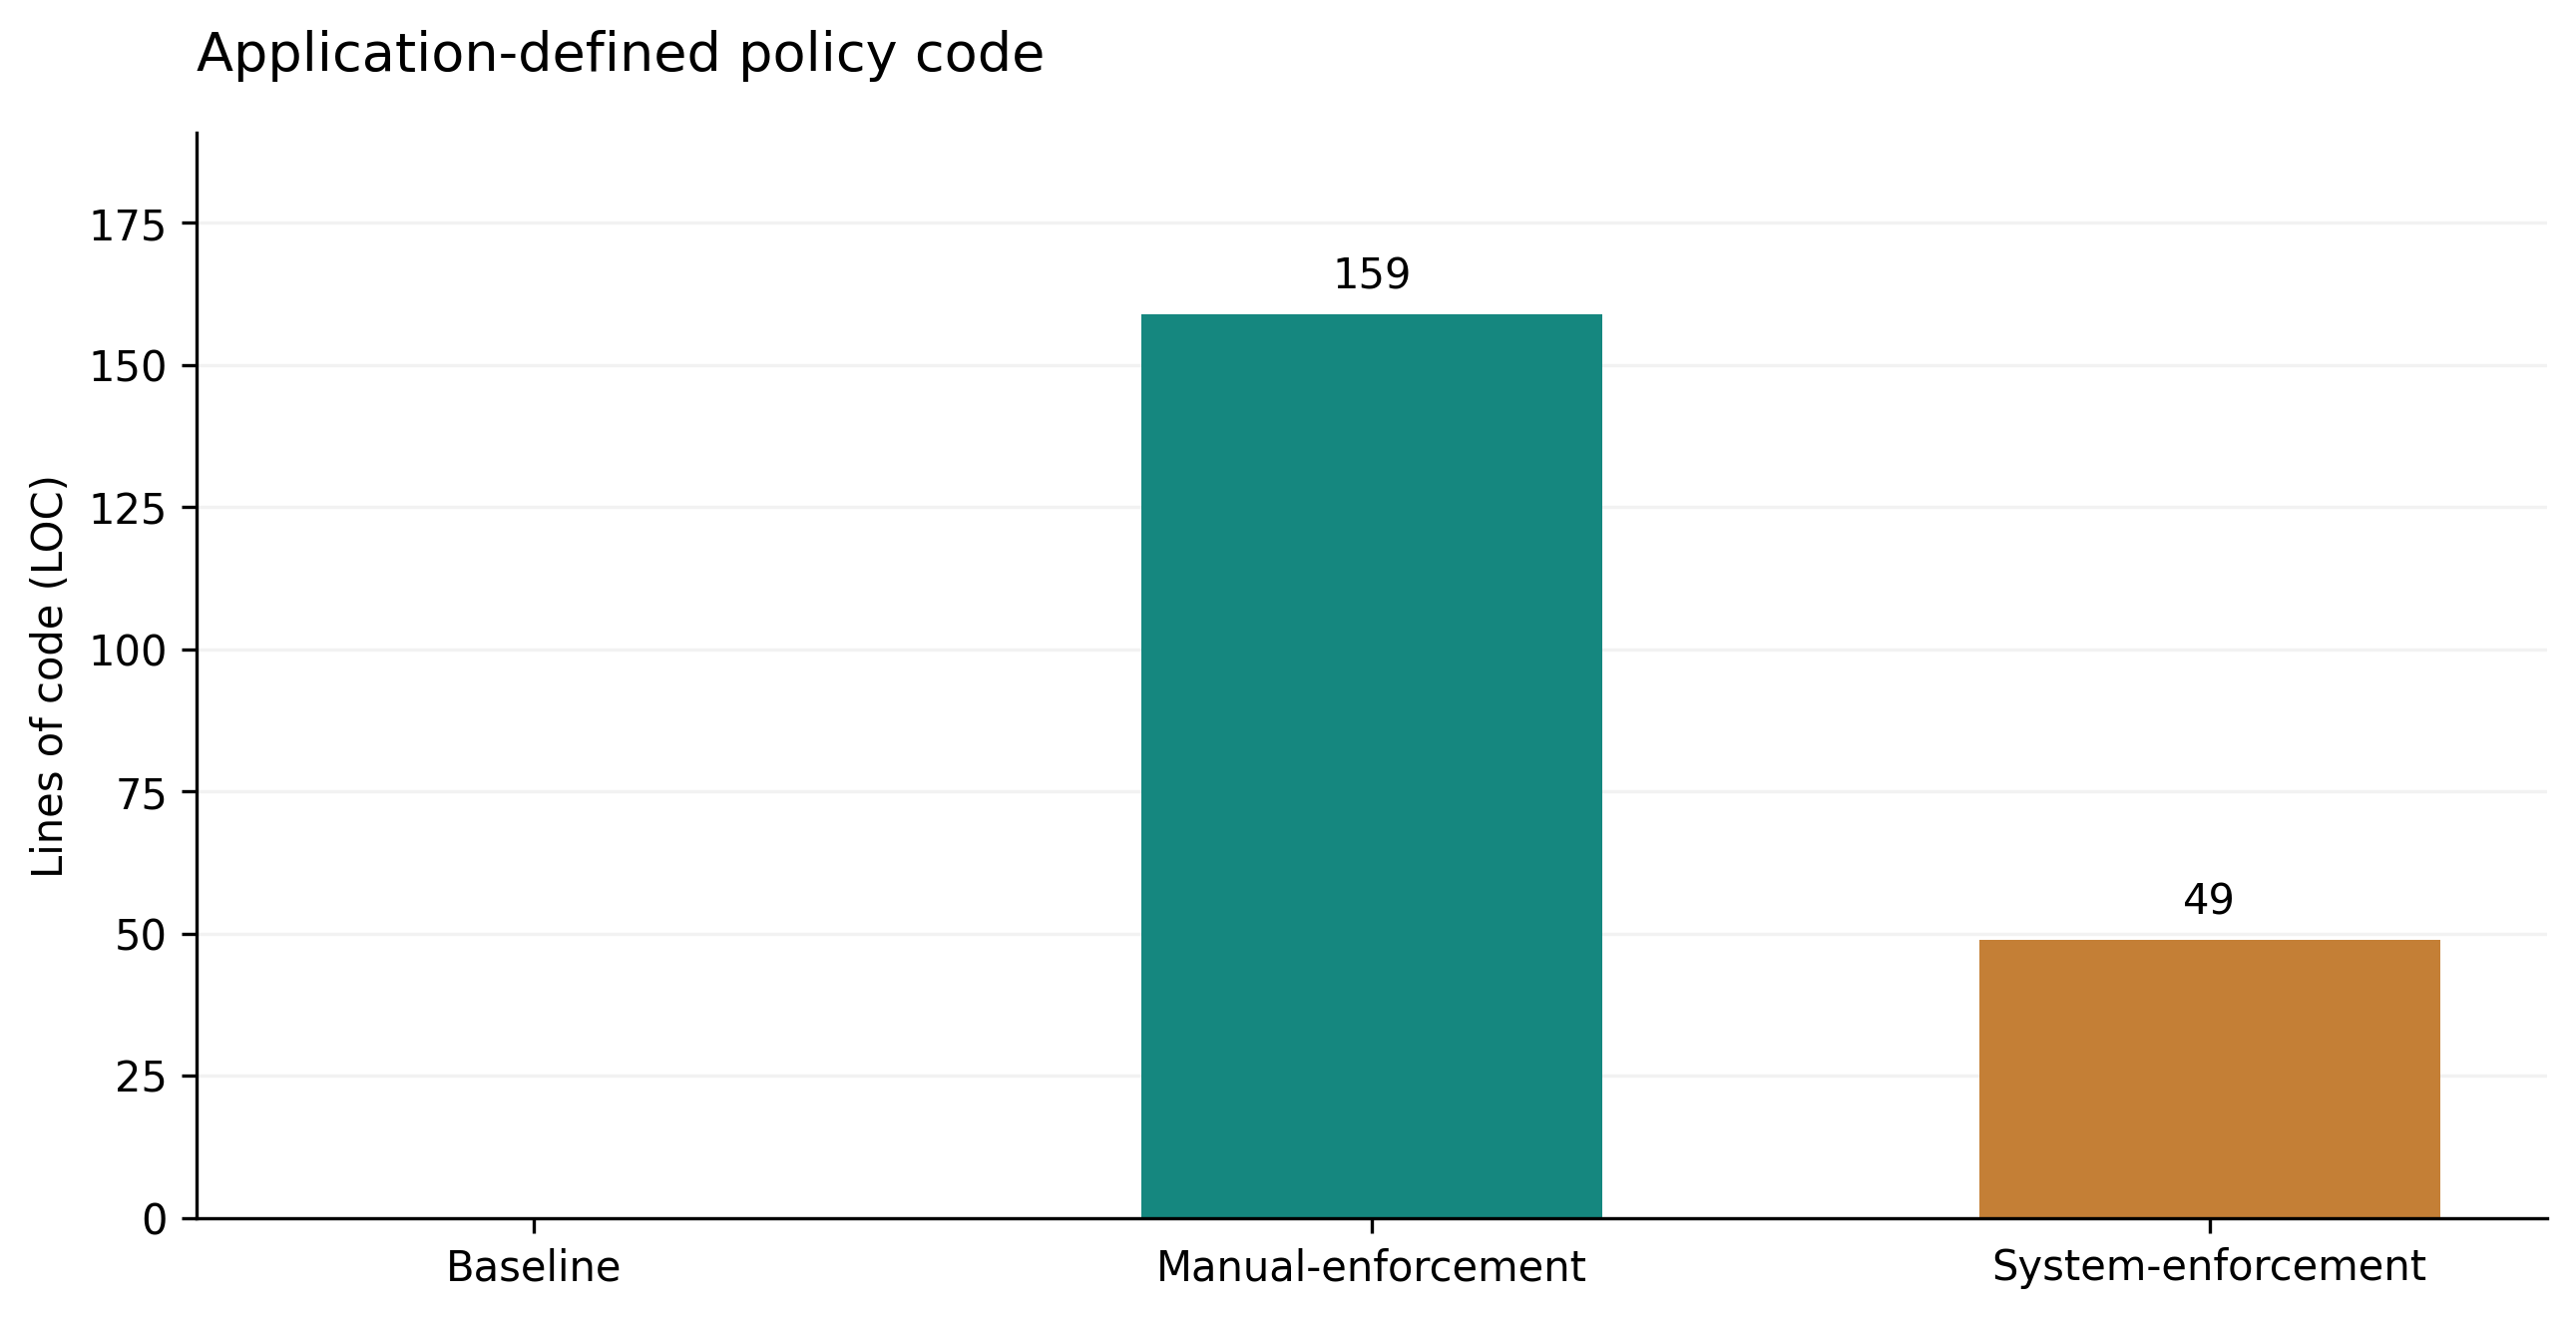 Application-defined policy code
Lines of code (LOC)
175
150
125
100
75
50
25
0
159
49
Baseline
Manual-enforcement
System-enforcement